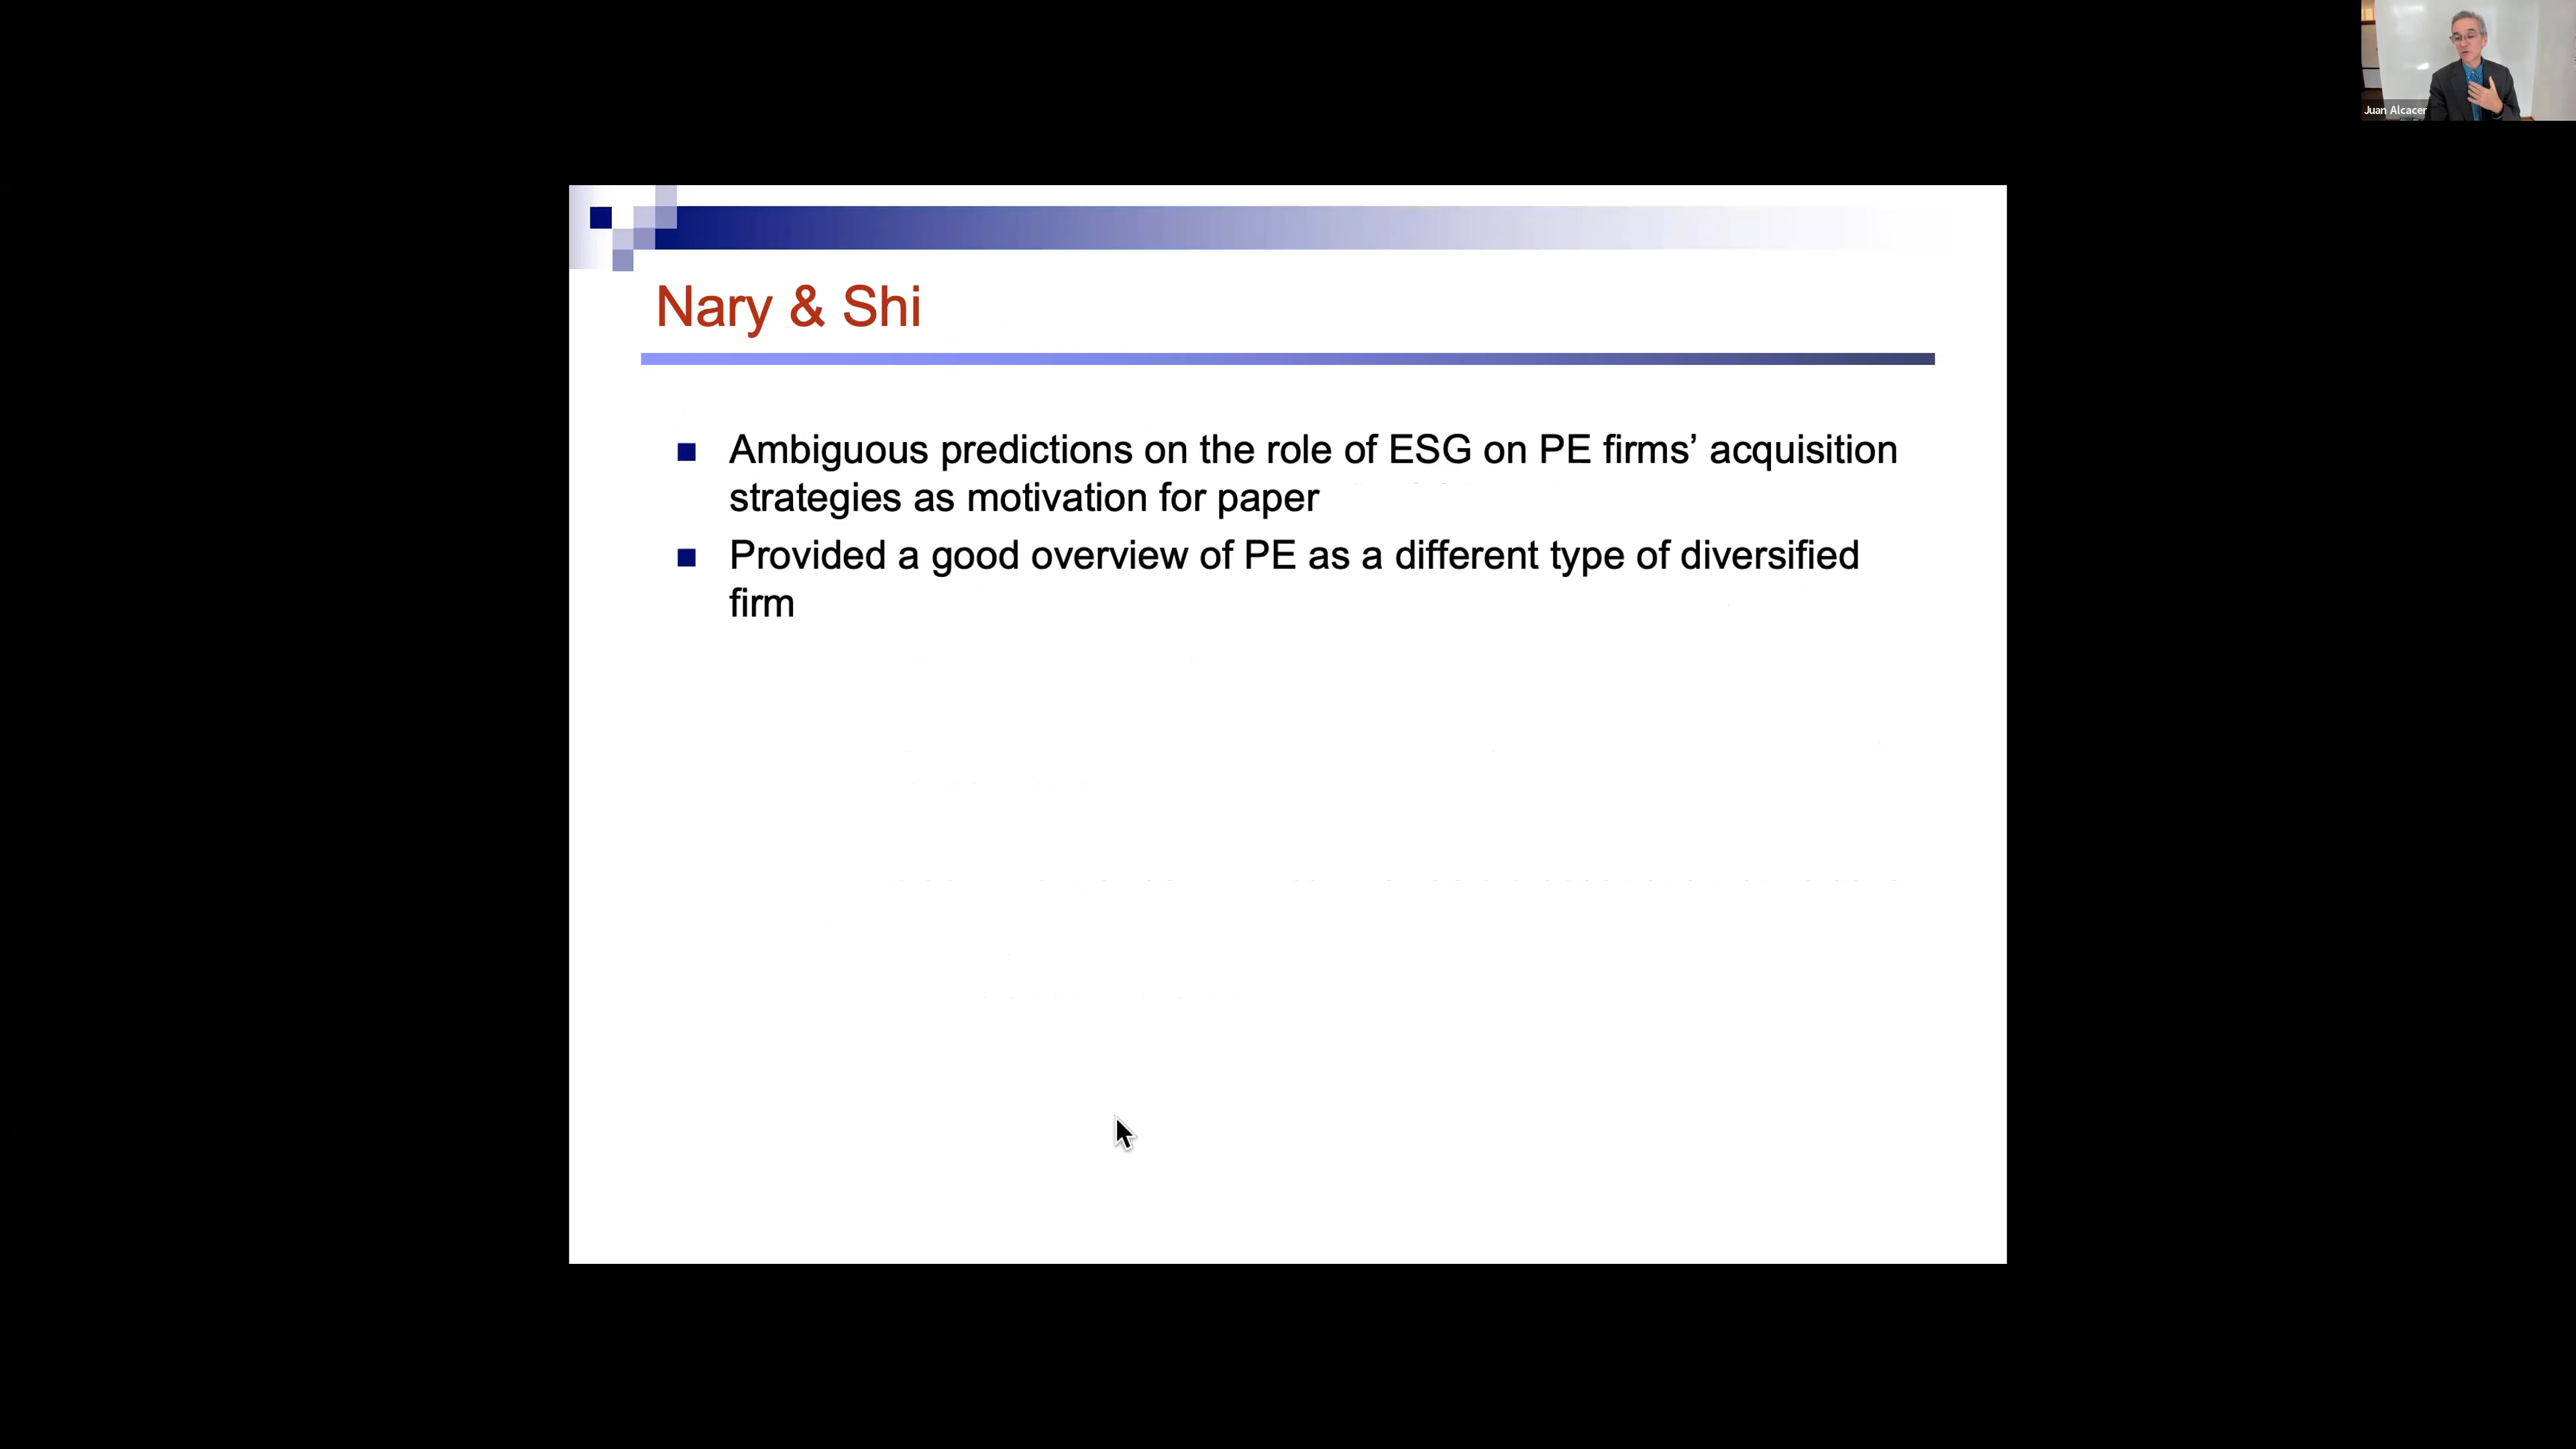 Juan Alcacer
Nary & Shi
Ambiguous predictions on the role of ESG on PE firms’ acquisition
strategies as motivation for paper
Provided a good overview of PE as a different type of diversified
firm